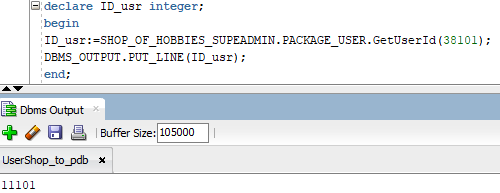 declare ID_usr integer;
begin
ID_usr:=SHOP_OF_HOBBIES_SUPEADMIN.PACKAGE_USER.GetUserId(38101);
DBMS_OUTPUT.PUT_LINE(ID_usr);
end;
Dbms Output ×
Buffer Size: 105000
UserShop_to_pdb ×
11101